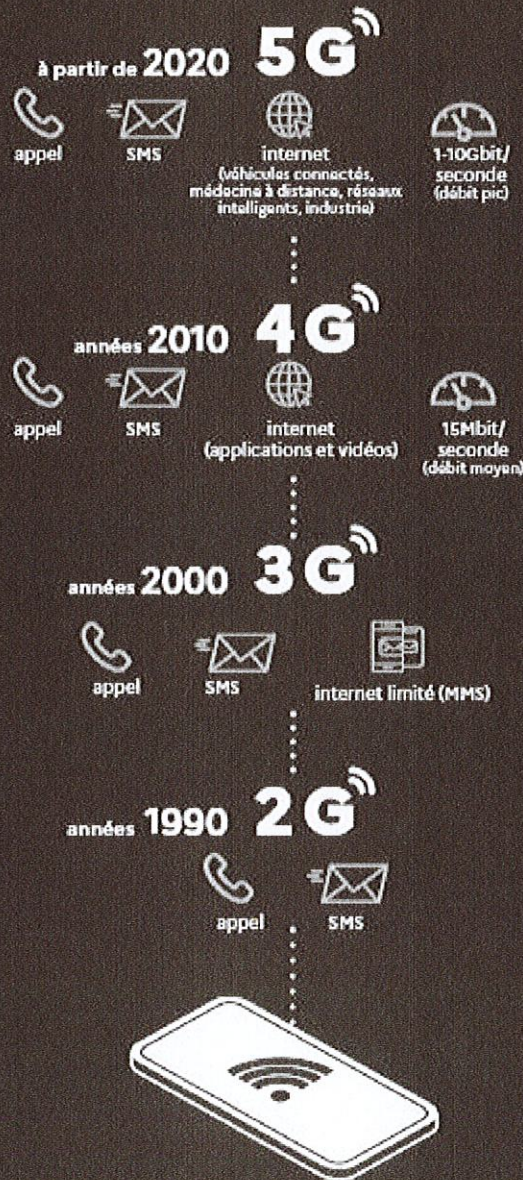 à partir de 2020 5G
appel
SMS
internet
(véhicules connectés,
médecine à distance, réseaux
intelligents, industrie)
1-10Gbit/
seconde
(débit pic)
années 2010 4G
appel
SMS
internet
(applications et vidéos)
15Mbit/
seconde
(débit moyen)
années 2000 3G
appel
SMS
internet limité (MMS)
années 1990 2G
appel
SMS